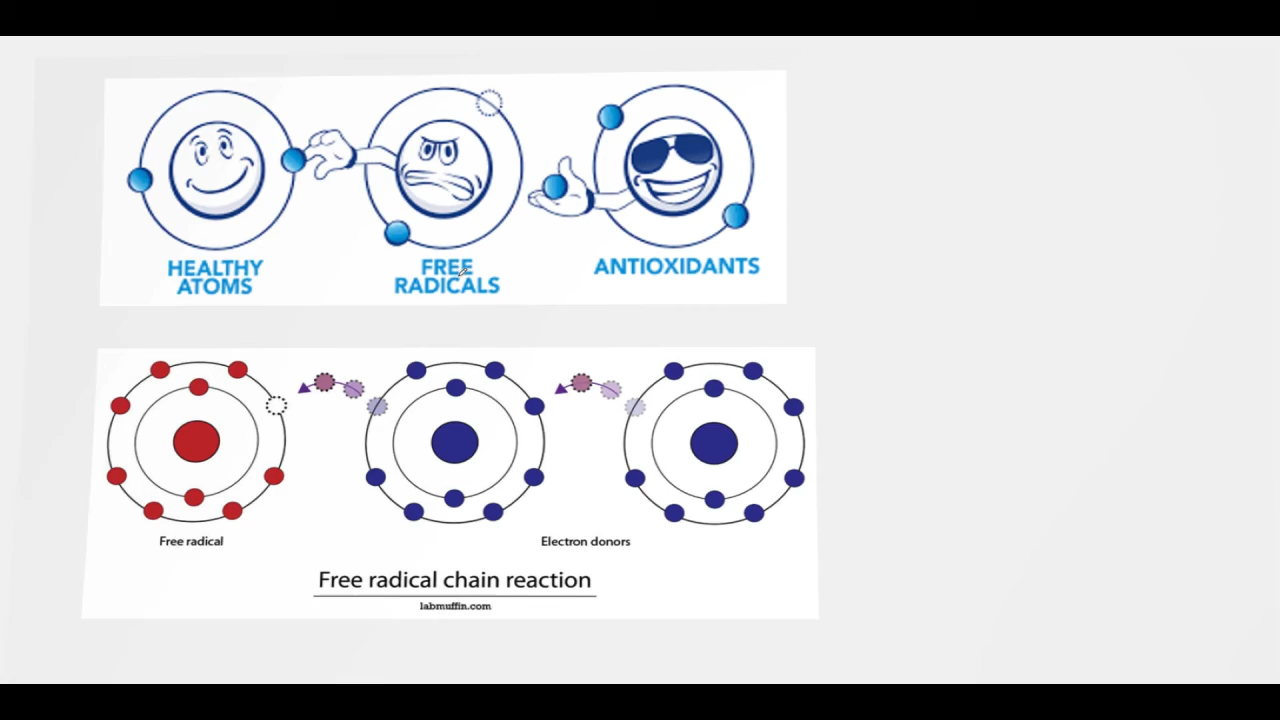 HEALTHY
ATOMS
FREE
RADICALS
ANTIOXIDANTS
Free radical
Electron donors
Free radical chain reaction
labmuffin.com